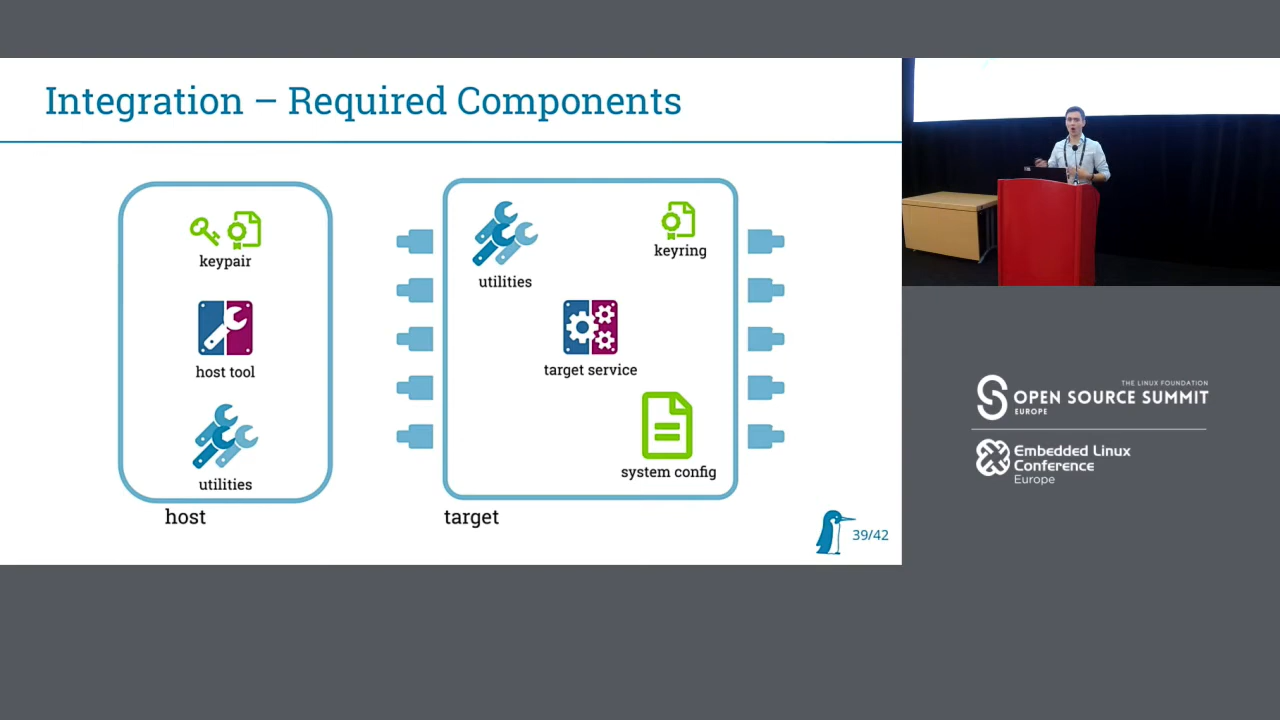 Integration – Required Components
keypair
host tool
utilities
host
utilities
keyring
target service
system config
target
39/42
THE LINUX FOUNDATION
OPEN SOURCE SUMMIT
EUROPE
Embedded Linux
Conference
Europe